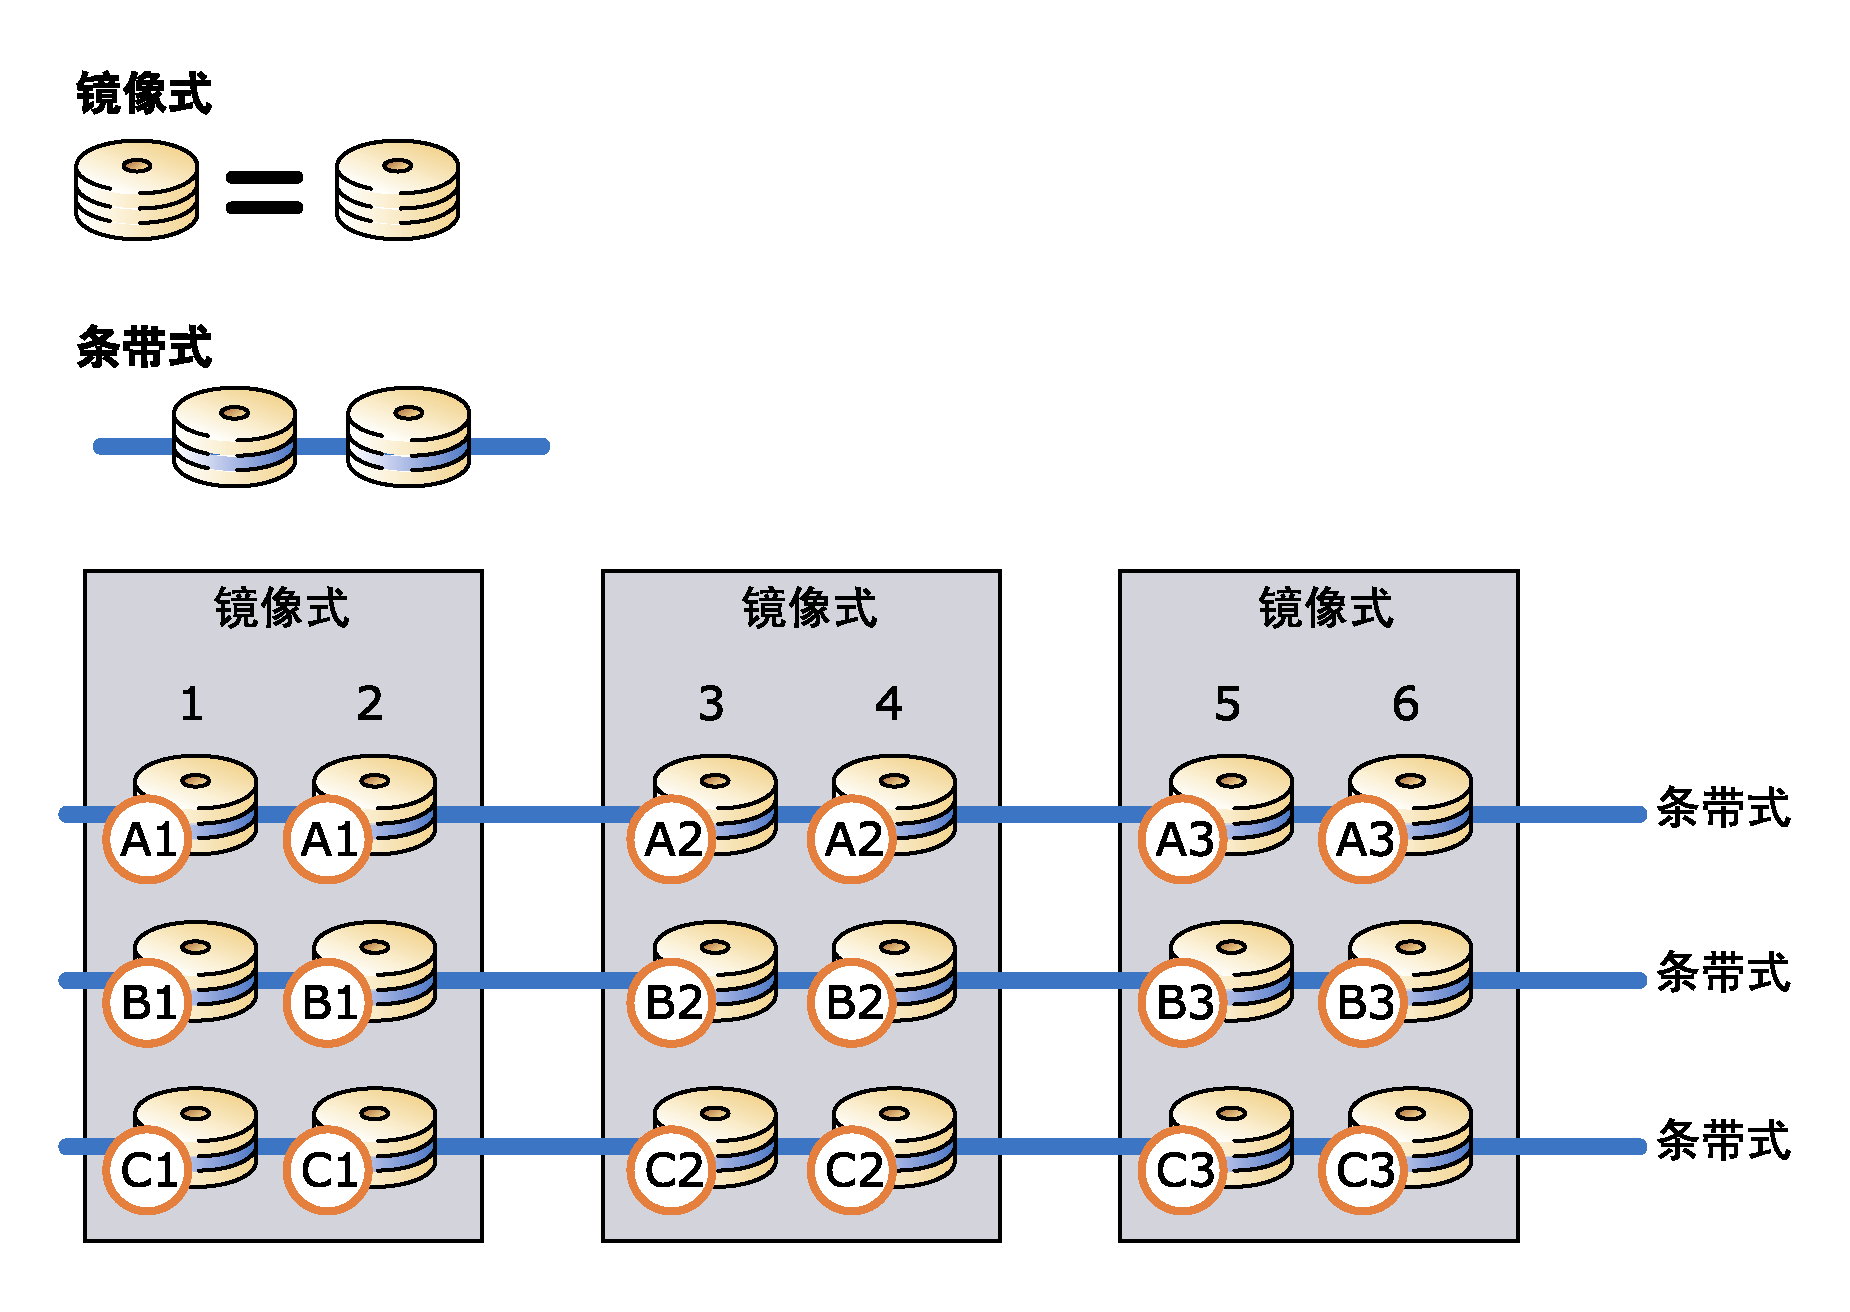 镜像式
条带式
镜像式 镜像式 镜像式
1 2 3 4 5 6
A1 A1 A2 A2 A3 A3 条带式
B1 B1 B2 B2 B3 B3 条带式
C1 C1 C2 C2 C3 C3 条带式